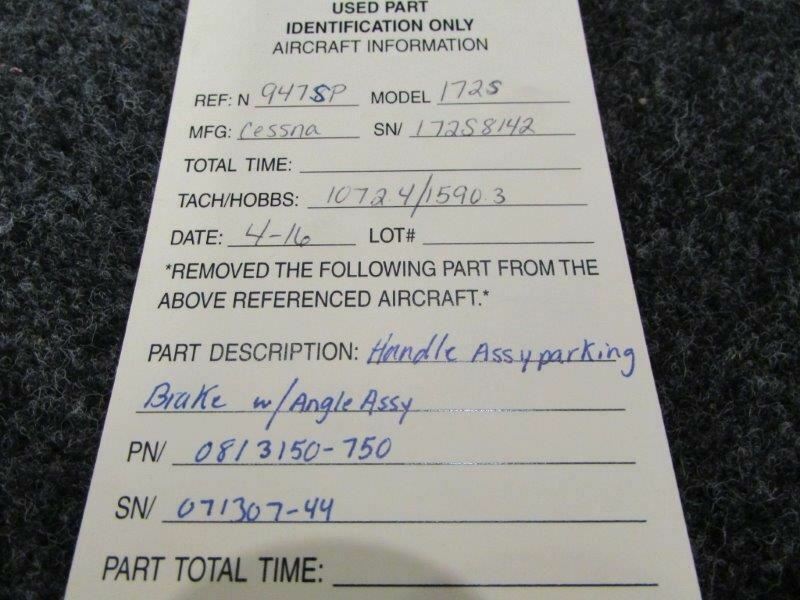 USED PART
IDENTIFICATION ONLY
AIRCRAFT INFORMATION
REF: N 947SP MODEL 172S
MFG: Cessna SN/ 172S8142
TOTAL TIME:
TACH/HOBBS: 1072.4/1590.3
DATE: 4-16 LOT#
*REMOVED THE FOLLOWING PART FROM THE
ABOVE REFERENCED AIRCRAFT.*
PART DESCRIPTION: Handle Assy parking
Brake w/ Angle Assy
PN/ 0813150-750
SN/ 071307-44
PART TOTAL TIME: